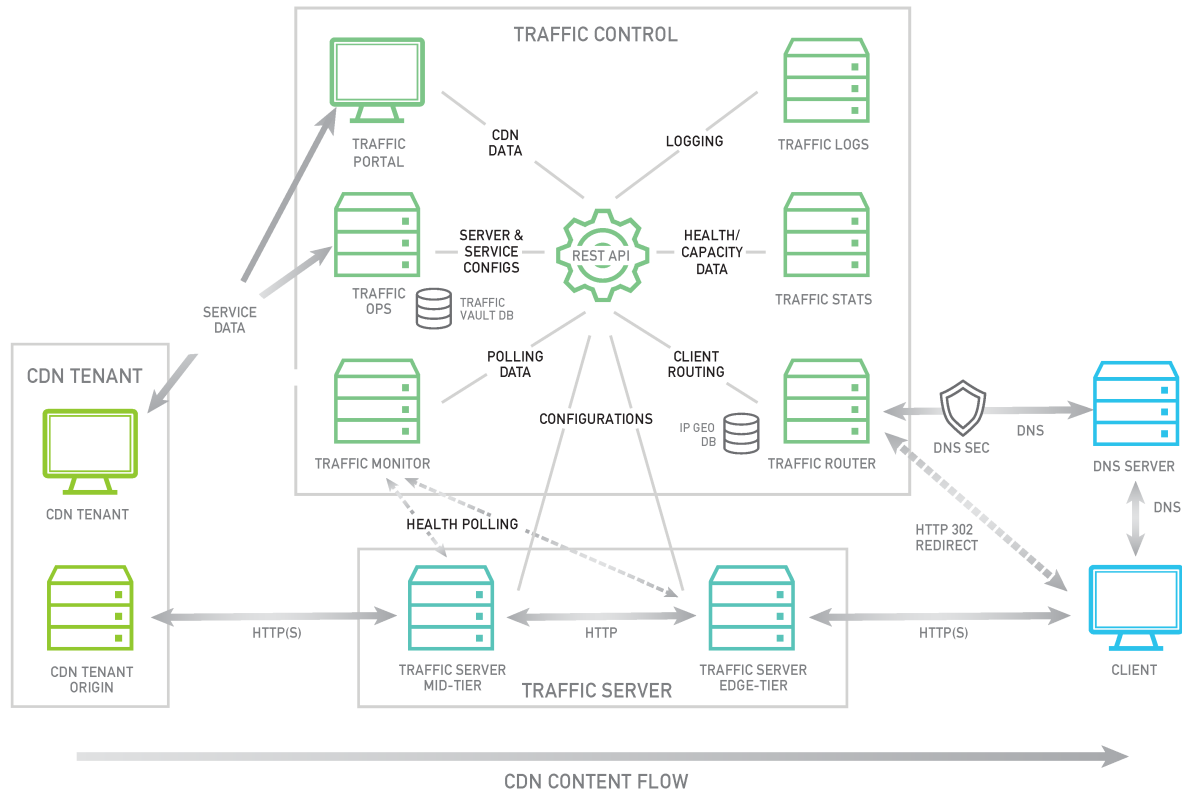 TRAFFIC CONTROL
TRAFFIC
PORTAL
CDN
DATA
LOGGING
TRAFFIC LOGS
SERVER &
SERVICE
CONFIGS
REST API
HEALTH/
CAPACITY
DATA
TRAFFIC
OPS
TRAFFIC
VAULT DB
TRAFFIC STATS
SERVICE
DATA
POLLING
DATA
CLIENT
ROUTING
CONFIGURATIONS
IP GEO
DB
TRAFFIC MONITOR
TRAFFIC ROUTER
DNS SEC
DNS
DNS SERVER
DNS
HTTP 302
REDIRECT
HEALTH POLLING
CDN TENANT
CDN TENANT
CDN TENANT
ORIGIN
HTTP(S)
TRAFFIC SERVER
MID-TIER
HTTP
TRAFFIC SERVER
EDGE-TIER
TRAFFIC SERVER
HTTP(S)
CLIENT
CDN CONTENT FLOW